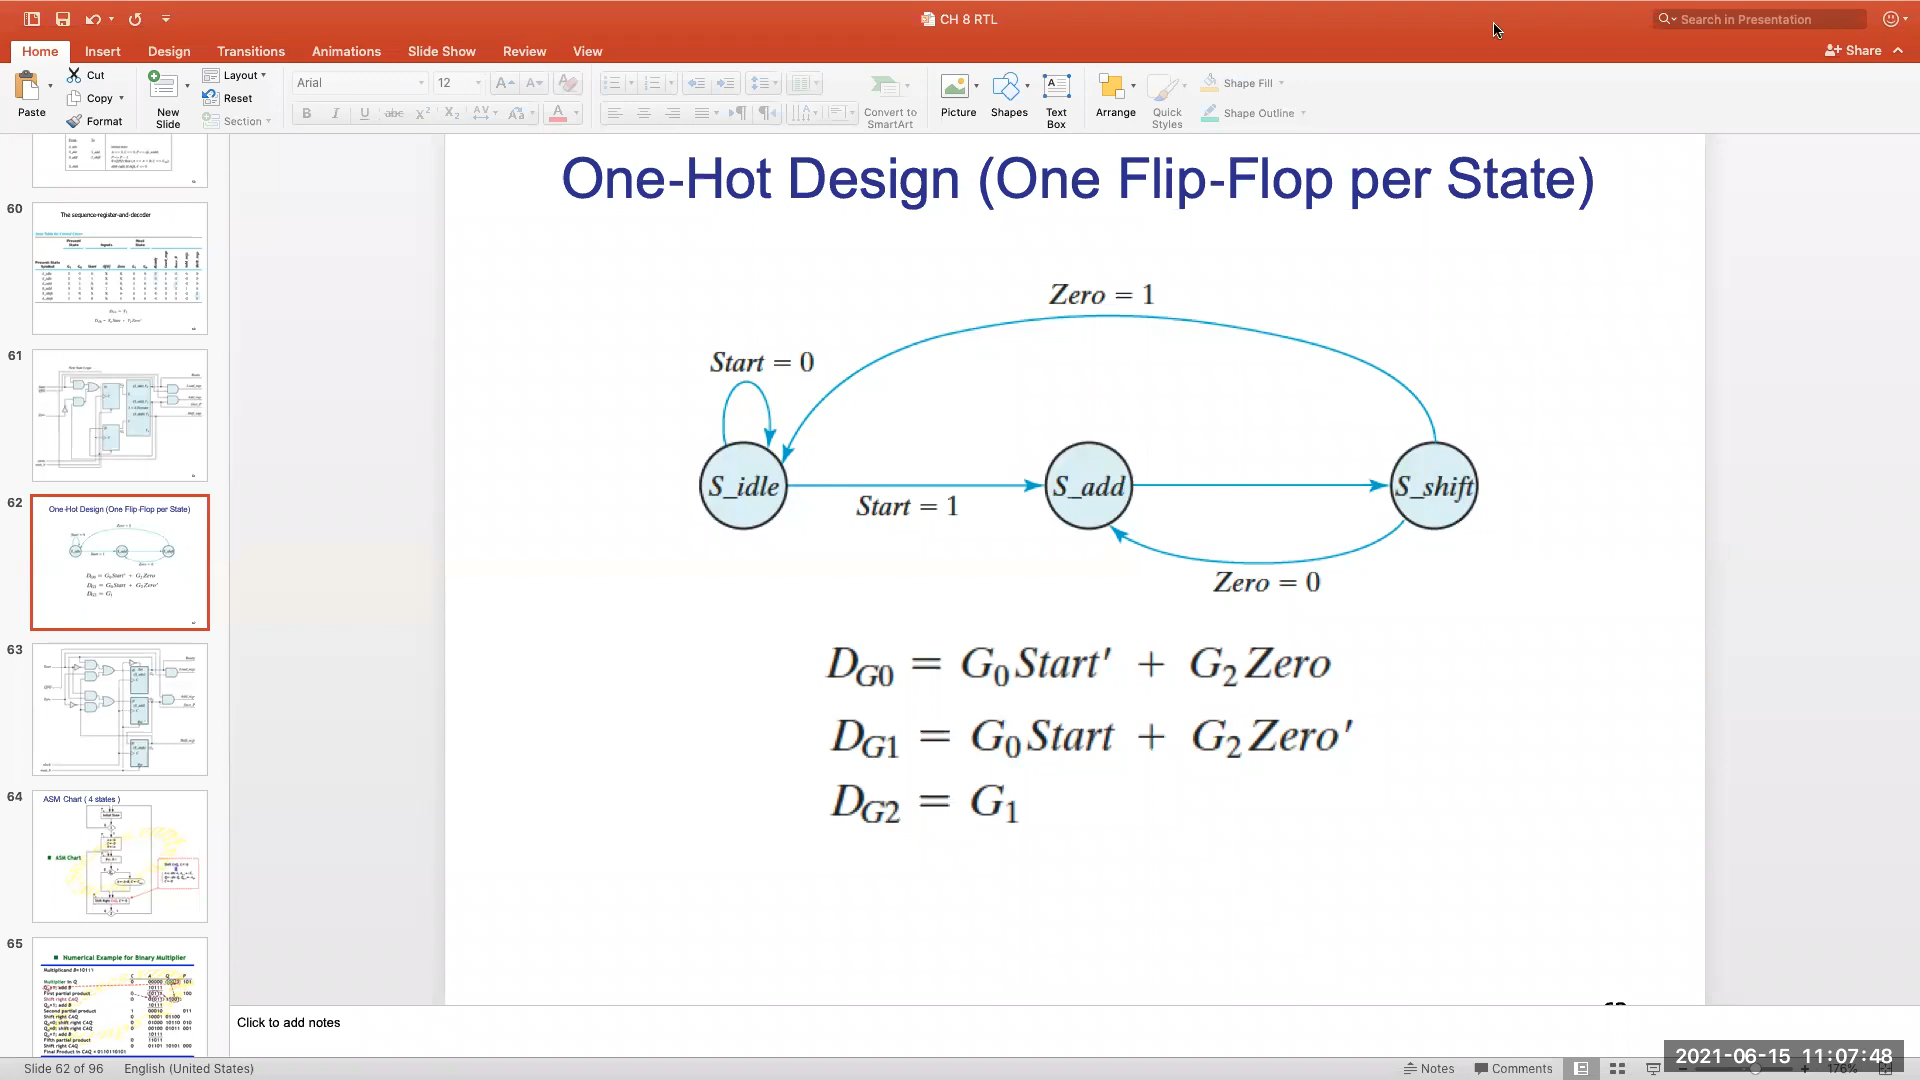 CH 8 RTL
Search in Presentation
Home Insert Design Transitions Animations Slide Show Review View
Share
Paste
Cut
Copy
Format
New Slide
Layout
Reset
Section
Arial 12
Convert to SmartArt
Picture
Shapes
Text Box
Arrange
Quick Styles
Shape Fill
Shape Outline
60
The sequence-register-and-decoder
61
62
One-Hot Design (One Flip-Flop per State)
63
64
ASM Chart ( 4 states )
ASM Chart
65
Numerical Example for Binary Multiplier
One-Hot Design (One Flip-Flop per State)
Zero = 1
Start = 0
S_idle
S_add
S_shift
Start = 1
Zero = 0
D_G0 = G_0 Start' + G_2 Zero
D_G1 = G_0 Start + G_2 Zero'
D_G2 = G_1
Click to add notes
Slide 62 of 96 English (United States)
Notes Comments
2021-06-15 11:07:48
176%